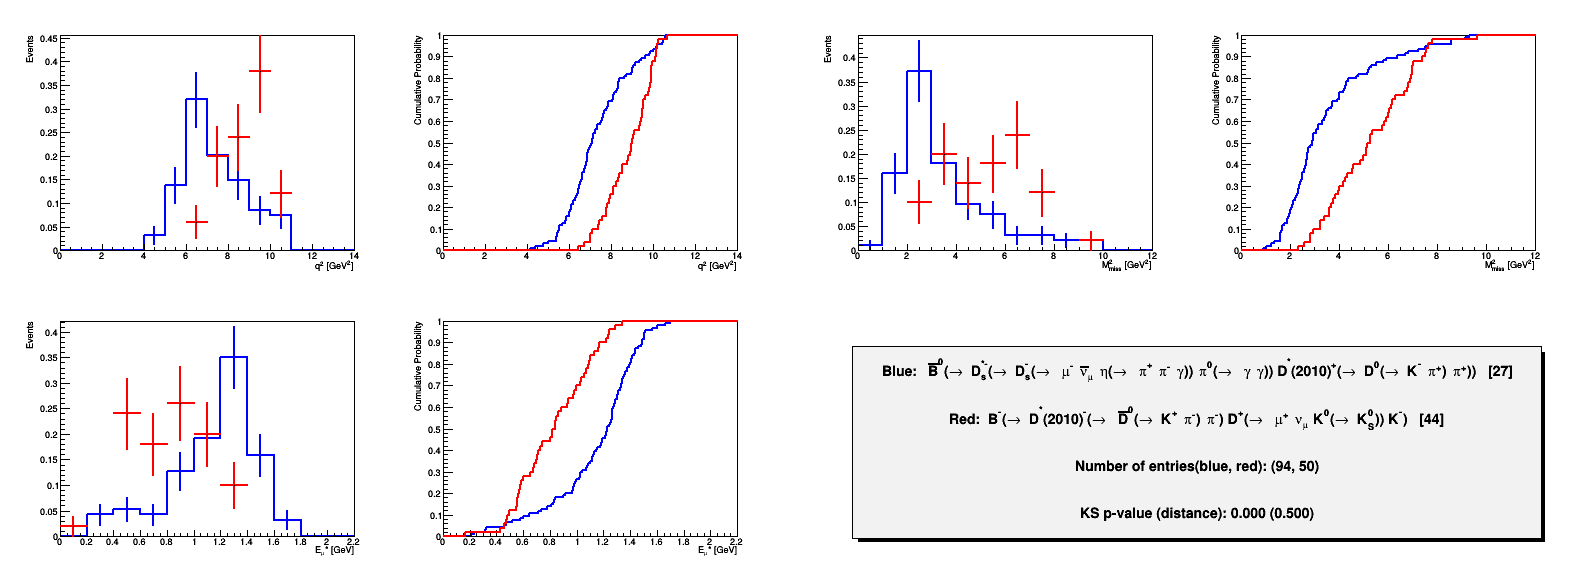 Events
0.45
0.4
0.35
0.3
0.25
0.2
0.15
0.1
0.05
0
0 2 4 6 8 10 12 14
q² [GeV²]
Cumulative Probability
1
0.9
0.8
0.7
0.6
0.5
0.4
0.3
0.2
0.1
0 2 4 6 8 10 12 14
q² [GeV²]
Events
0.4
0.35
0.3
0.25
0.2
0.15
0.1
0.05
0
0 2 4 6 8 10 12
M²miss [GeV²]
Cumulative Probability
1
0.9
0.8
0.7
0.6
0.5
0.4
0.3
0.2
0.1
0 2 4 6 8 10 12
M²miss [GeV²]
Events
0.4
0.35
0.3
0.25
0.2
0.15
0.1
0.05
0
0 0.2 0.4 0.6 0.8 1 1.2 1.4 1.6 1.8 2 2.2
Eμ* [GeV]
Cumulative Probability
1
0.9
0.8
0.7
0.6
0.5
0.4
0.3
0.2
0.1
0 0.2 0.4 0.6 0.8 1 1.2 1.4 1.6 1.8 2 2.2
Eμ* [GeV]
Blue: B̅⁰(→ Dₛ*⁻(→ Dₛ⁻(→ μ⁻ ν̅μ η(→ π⁺ π⁻ γ)) π⁰(→ γ γ)) D*(2010)⁺(→ D⁰(→ K⁻ π⁺) π⁺)) [27]
Red: B⁻(→ D*(2010)⁻(→ D̅⁰(→ K⁺ π⁻) π⁻) D⁺(→ μ⁺ νμ K⁰(→ K⁰S)) K⁻) [44]
Number of entries(blue, red): (94, 50)
KS p-value (distance): 0.000 (0.500)